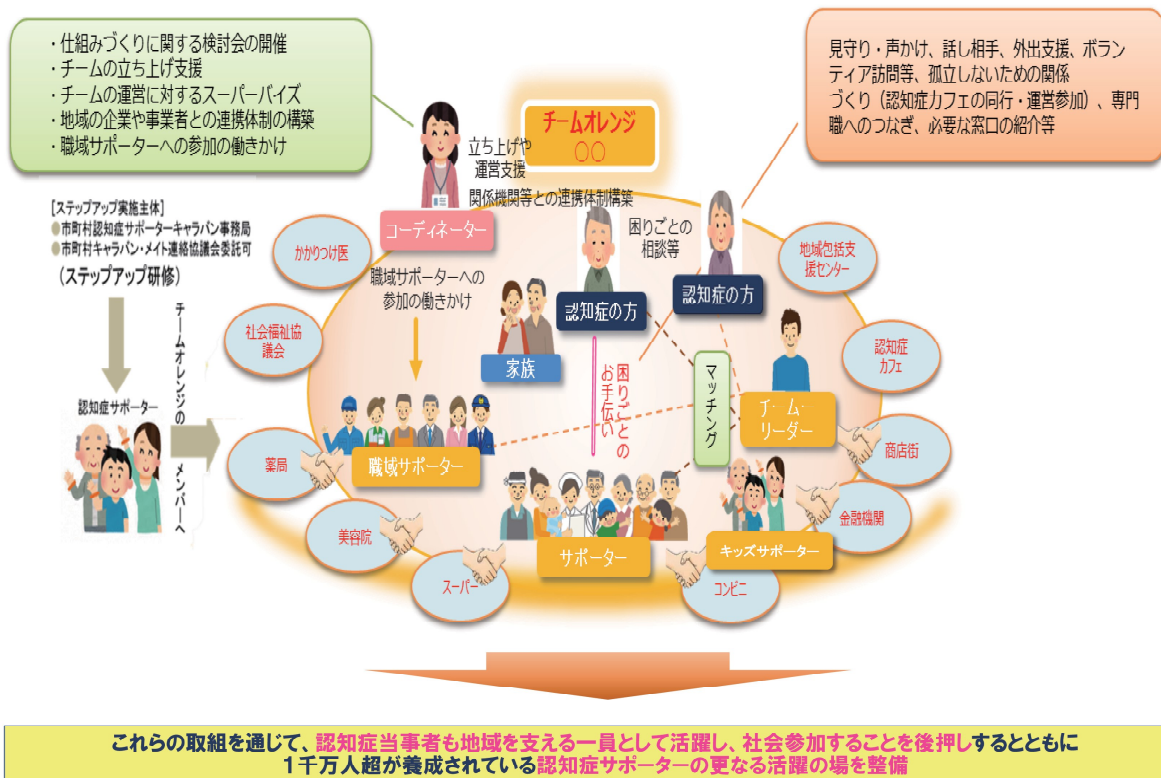 ・仕組みづくりに関する検討会の開催
・チームの立ち上げ支援
・チームの運営に対するスーパーバイズ
・地域の企業や事業者との連携体制の構築
・職域サポーターへの参加の働きかけ
見守り・声かけ、話し相手、外出支援、ボラン
ティア訪問等、孤立しないための関係
づくり（認知症カフェの同行・運営参加）、専門
職へのつなぎ、必要な窓口の紹介等
チームオレンジ
○○
立ち上げや
運営支援
関係機関等との連携体制構築
コーディネーター
困りごとの
相談等
[ステップアップ実施主体]
●市町村認知症サポーターキャラバン事務局
●市町村キャラバン・メイト連絡協議会委託可
（ステップアップ研修）
チームオレンジの
メンバーへ
認知症サポーター
かかりつけ医
社会福祉協
議会
薬局
美容院
スーパー
コンビニ
金融機関
商店街
認知症
カフェ
地域包括支
援センター
職域サポーターへの
参加の働きかけ
認知症の方
認知症の方
家族
困りごとの
お手伝い
マッチング
チーム
リーダー
職域サポーター
サポーター
キッズサポーター
これらの取組を通じて、認知症当事者も地域を支える一員として活躍し、社会参加することを後押しするとともに
1千万人超が養成されている認知症サポーターの更なる活躍の場を整備